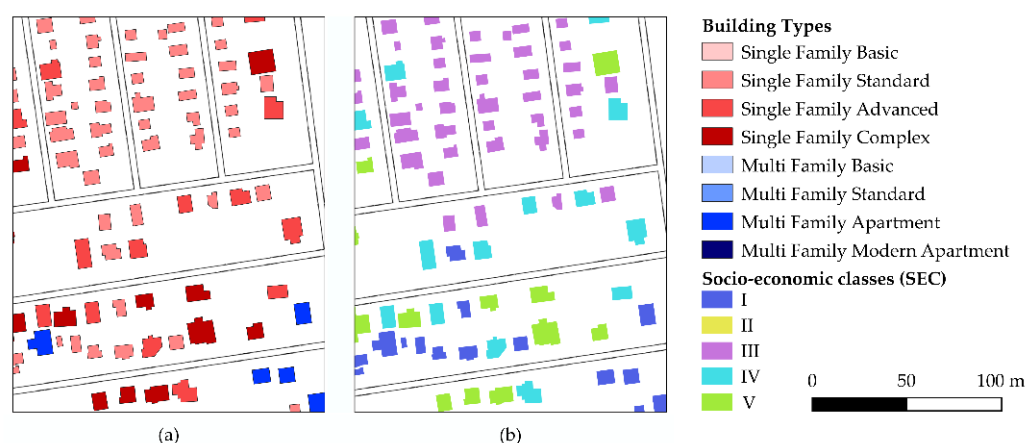 Building Types
Single Family Basic
Single Family Standard
Single Family Advanced
Single Family Complex
Multi Family Basic
Multi Family Standard
Multi Family Apartment
Multi Family Modern Apartment
Socio-economic classes (SEC)
I
II
III
IV
V
0 50 100 m
(a) (b)